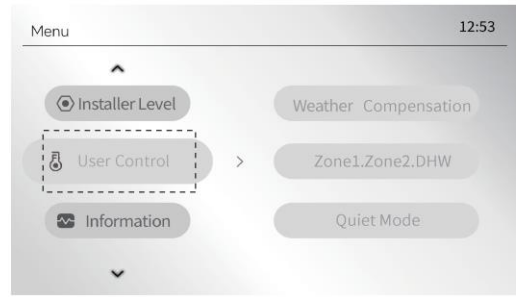 Menu
12:53
Installer Level
User Control
Information
>
Weather Compensation
Zone1.Zone2.DHW
Quiet Mode